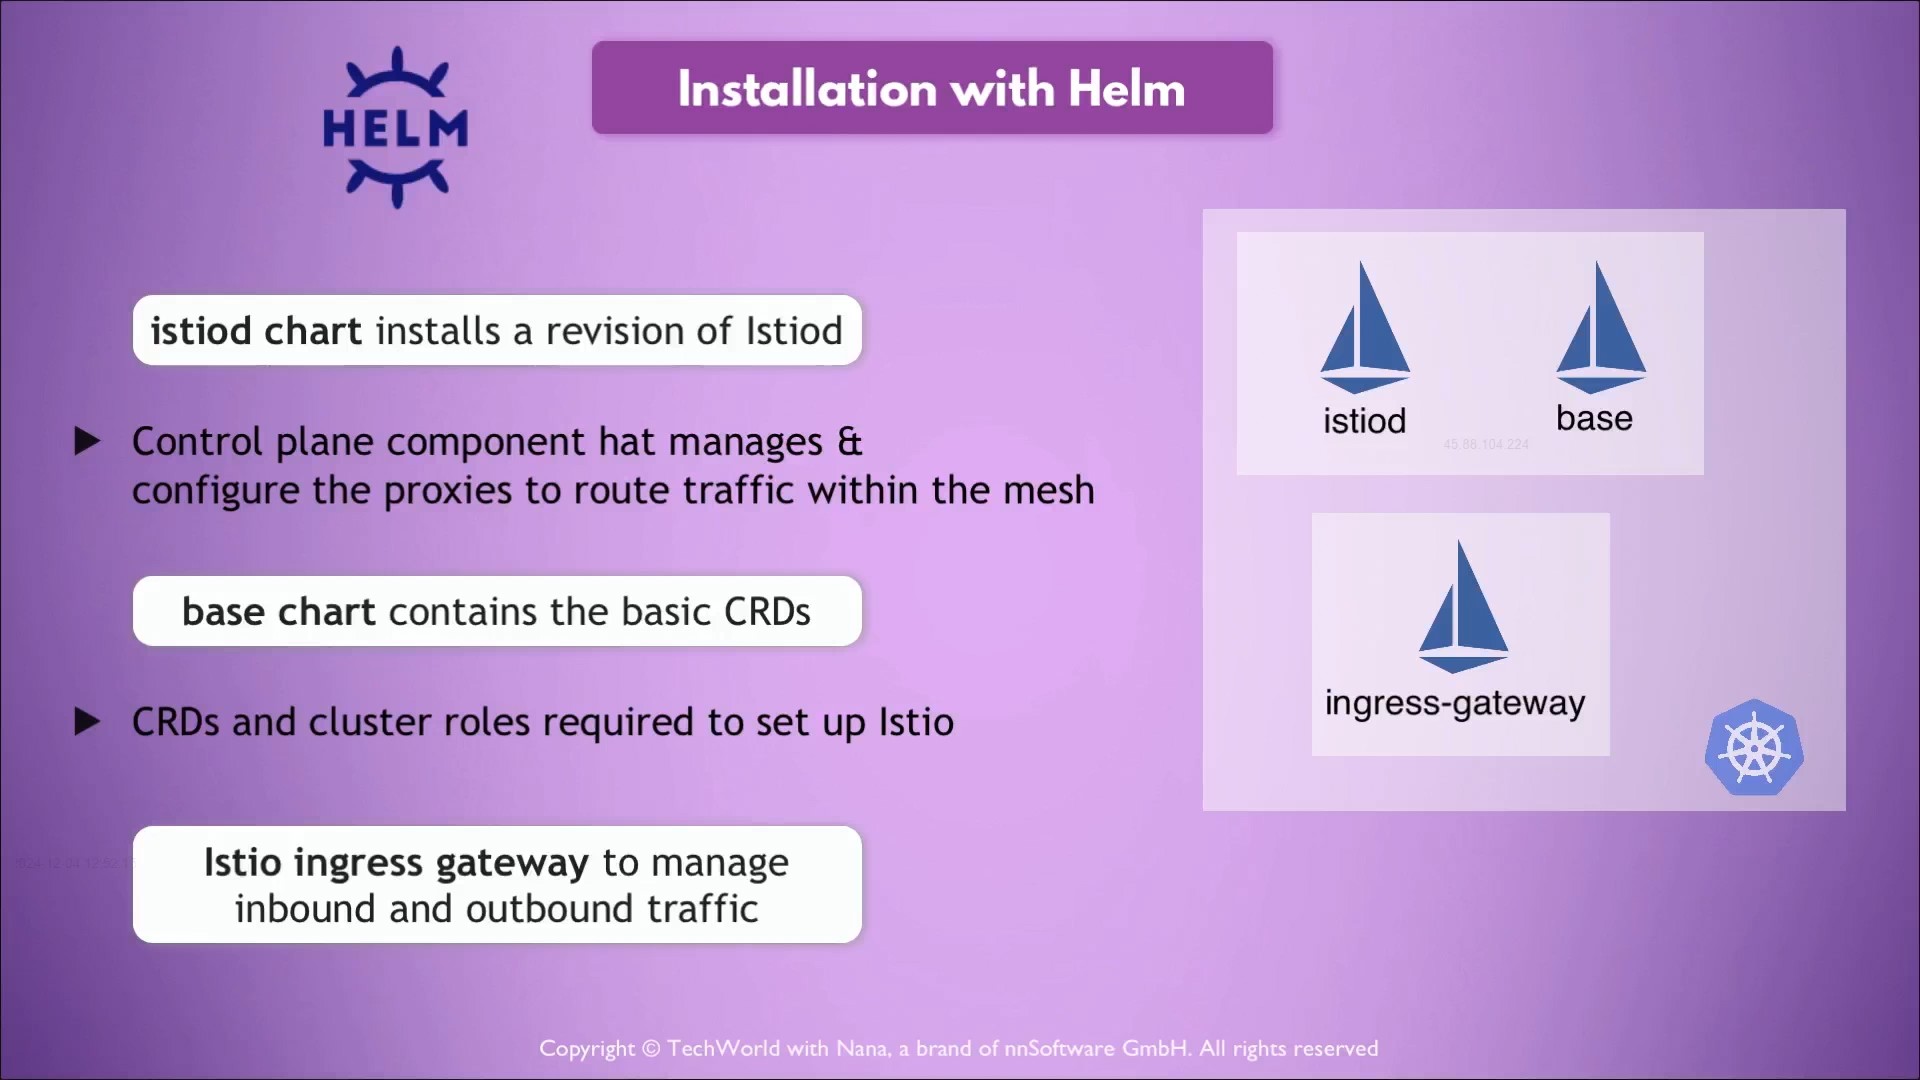 HELM
Installation with Helm
istiod chart installs a revision of Istiod
Control plane component hat manages &
configure the proxies to route traffic within the mesh
base chart contains the basic CRDs
CRDs and cluster roles required to set up Istio
Istio ingress gateway to manage
inbound and outbound traffic
istiod
base
45.88.104.224
ingress-gateway
Copyright © TechWorld with Nana, a brand of nnSoftware GmbH. All rights reserved